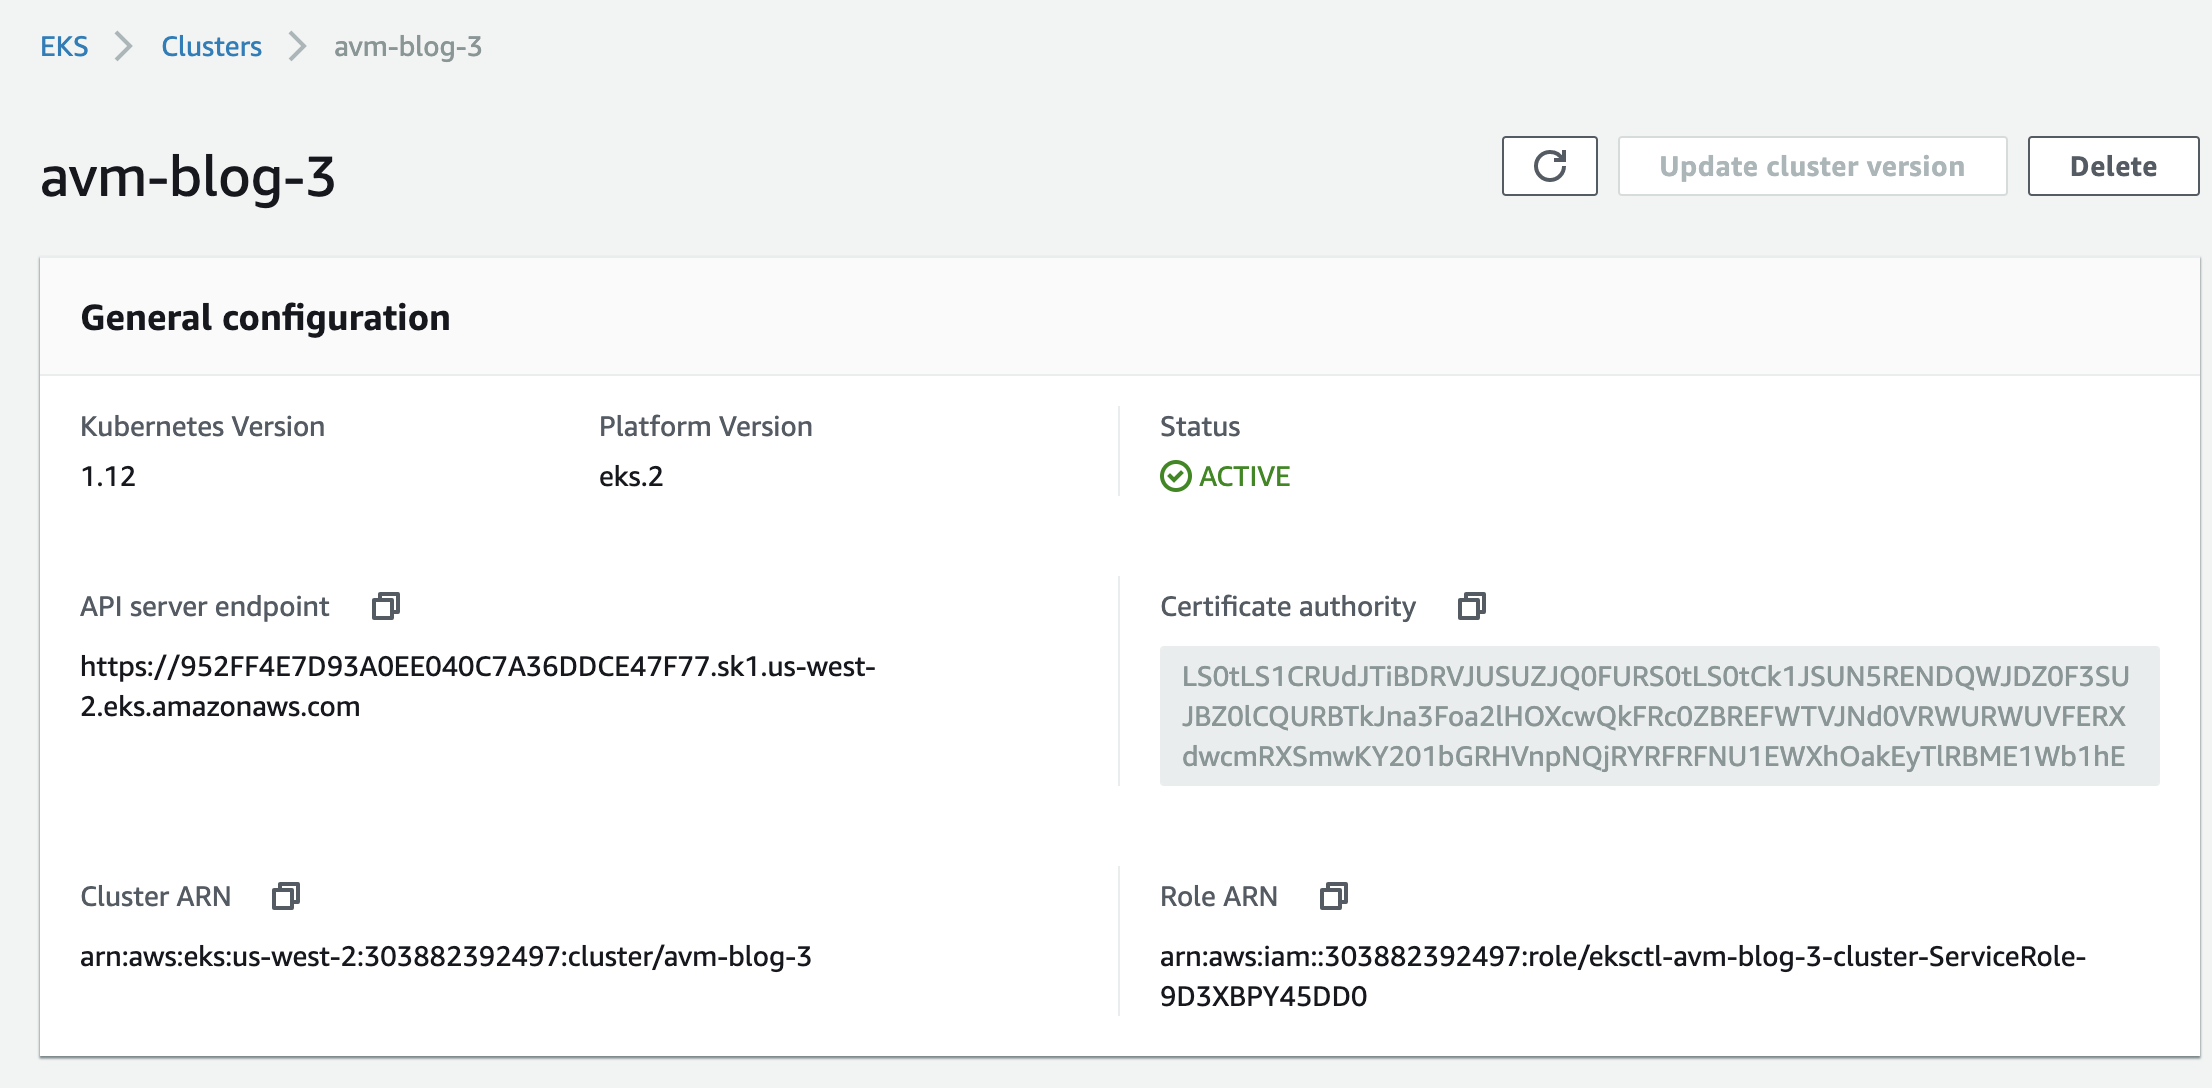 EKS > Clusters > avm-blog-3
avm-blog-3
Update cluster version
Delete
General configuration
Kubernetes Version
1.12
Platform Version
eks.2
Status
ACTIVE
API server endpoint
https://952FF4E7D93A0EE040C7A36DDCE47F77.sk1.us-west-
2.eks.amazonaws.com
Certificate authority
LS0tLS1CRUdJTiBDRVJUSUZJQ0FURS0tLS0tCk1JSUN5RENDQWJDZ0F3SU
JBZ0lCQURBTkJna3Foa2lHOXcwQkFRc0ZBREFWTVJNd0VRWURWUVFERX
dwcmRXSmwKY201bGRHVnpNQjRYRFRFNU1EWXhOakEyTlRBME1Wb1hE
Cluster ARN
arn:aws:eks:us-west-2:303882392497:cluster/avm-blog-3
Role ARN
arn:aws:iam::303882392497:role/eksctl-avm-blog-3-cluster-ServiceRole-
9D3XBPY45DD0